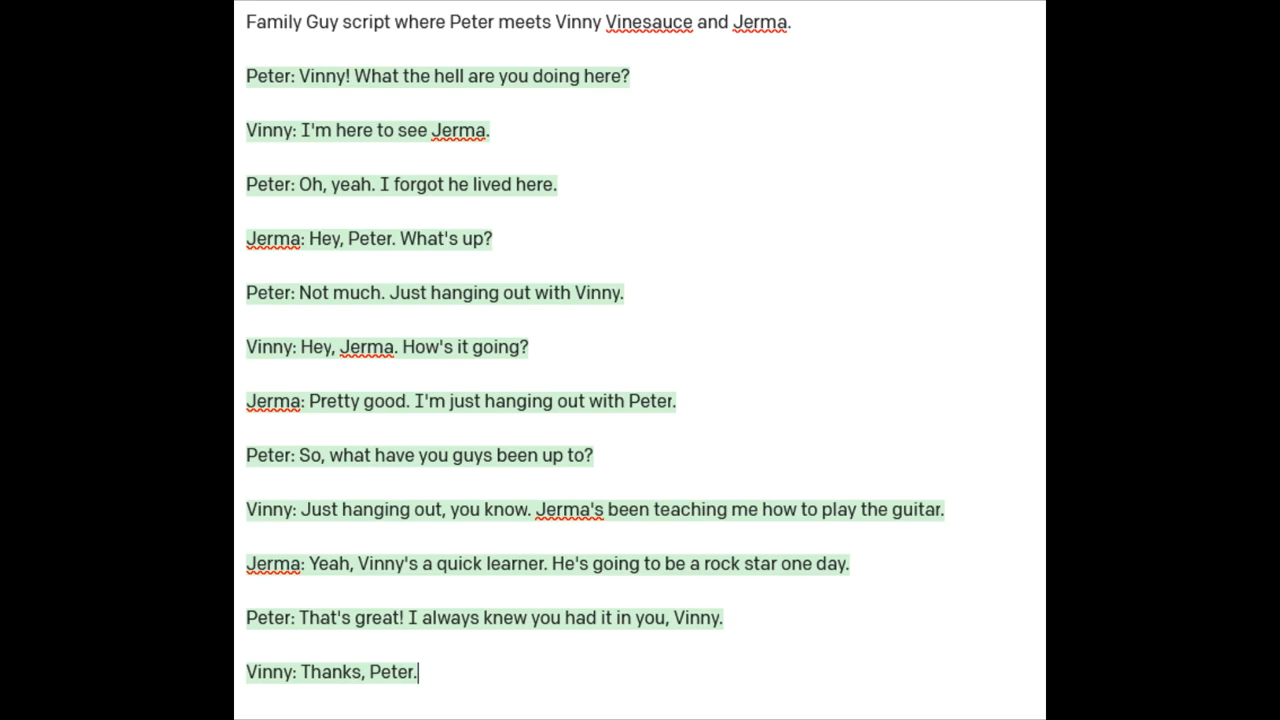 Family Guy script where Peter meets Vinny Vinesauce and Jerma.
Peter: Vinny! What the hell are you doing here?
Vinny: I'm here to see Jerma.
Peter: Oh, yeah. I forgot he lived here.
Jerma: Hey, Peter. What's up?
Peter: Not much. Just hanging out with Vinny.
Vinny: Hey, Jerma. How's it going?
Jerma: Pretty good. I'm just hanging out with Peter.
Peter: So, what have you guys been up to?
Vinny: Just hanging out, you know. Jerma's been teaching me how to play the guitar.
Jerma: Yeah, Vinny's a quick learner. He's going to be a rock star one day.
Peter: That's great! I always knew you had it in you, Vinny.
Vinny: Thanks, Peter.